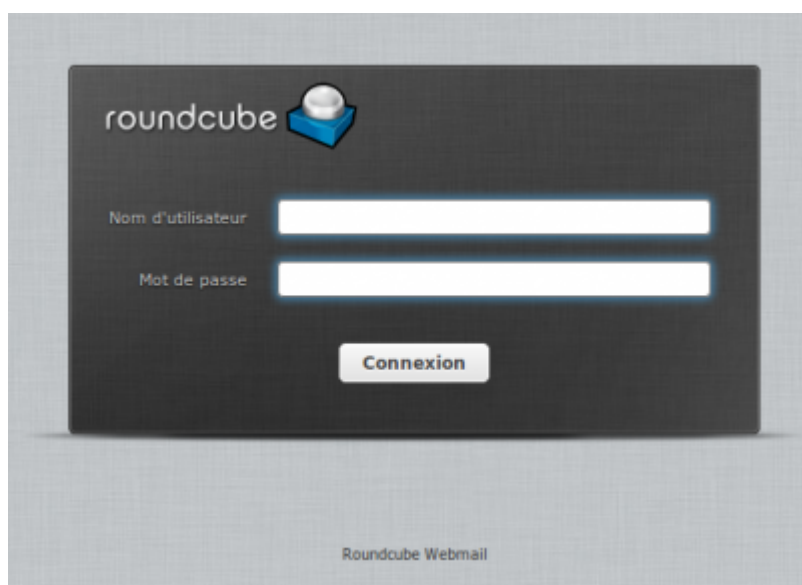 roundcube
Nom d'utilisateur
Mot de passe
Connexion
Roundcube Webmail